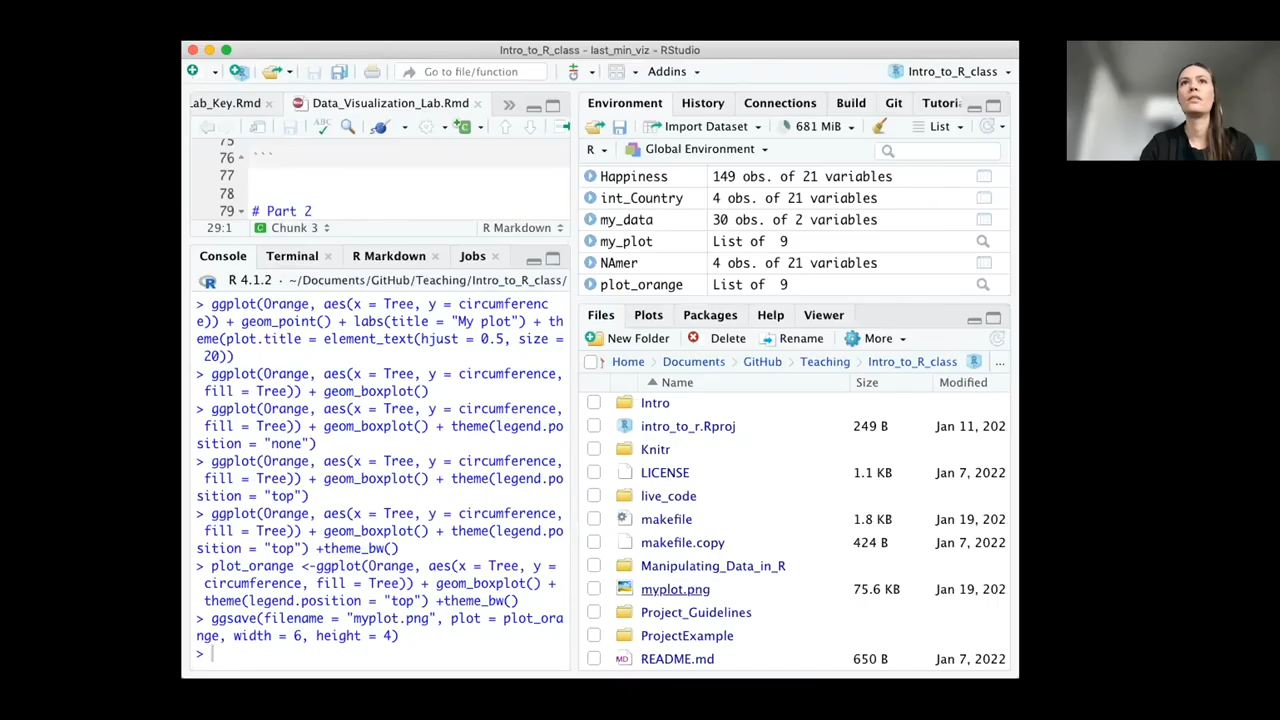 Intro_to_R_class - last_min_viz - RStudio
Go to file/function
Addins
Intro_to_R_class
Lab_Key.Rmd
Data_Visualization_Lab.Rmd
ABC
75
76 ```
77
78
79 # Part 2
29:1 Chunk 3 R Markdown
Console Terminal R Markdown Jobs
R 4.1.2 · ~/Documents/GitHub/Teaching/Intro_to_R_class/
> ggplot(Orange, aes(x = Tree, y = circumferenc
e)) + geom_point() + labs(title = "My plot") + th
eme(plot.title = element_text(hjust = 0.5, size =
20))
> ggplot(Orange, aes(x = Tree, y = circumference,
fill = Tree)) + geom_boxplot()
> ggplot(Orange, aes(x = Tree, y = circumference,
fill = Tree)) + geom_boxplot() + theme(legend.po
sition = "none")
> ggplot(Orange, aes(x = Tree, y = circumference,
fill = Tree)) + geom_boxplot() + theme(legend.po
sition = "top")
> ggplot(Orange, aes(x = Tree, y = circumference,
fill = Tree)) + geom_boxplot() + theme(legend.po
sition = "top") +theme_bw()
> plot_orange <-ggplot(Orange, aes(x = Tree, y =
circumference, fill = Tree)) + geom_boxplot() +
theme(legend.position = "top") +theme_bw()
> ggsave(filename = "myplot.png", plot = plot_ora
nge, width = 6, height = 4)
>
Environment History Connections Build Git Tutori
Import Dataset 681 MiB List
R Global Environment
Happiness 149 obs. of 21 variables
int_Country 4 obs. of 21 variables
my_data 30 obs. of 2 variables
my_plot List of 9
NAmer 4 obs. of 21 variables
plot_orange List of 9
Files Plots Packages Help Viewer
New Folder Delete Rename More
Home Documents GitHub Teaching Intro_to_R_class ...
Name Size Modified
Intro
intro_to_r.Rproj 249 B Jan 11, 202
Knitr
LICENSE 1.1 KB Jan 7, 2022
live_code
makefile 1.8 KB Jan 19, 202
makefile.copy 424 B Jan 7, 2022
Manipulating_Data_in_R
myplot.png 75.6 KB Jan 19, 202
Project_Guidelines
ProjectExample
README.md 650 B Jan 7, 2022